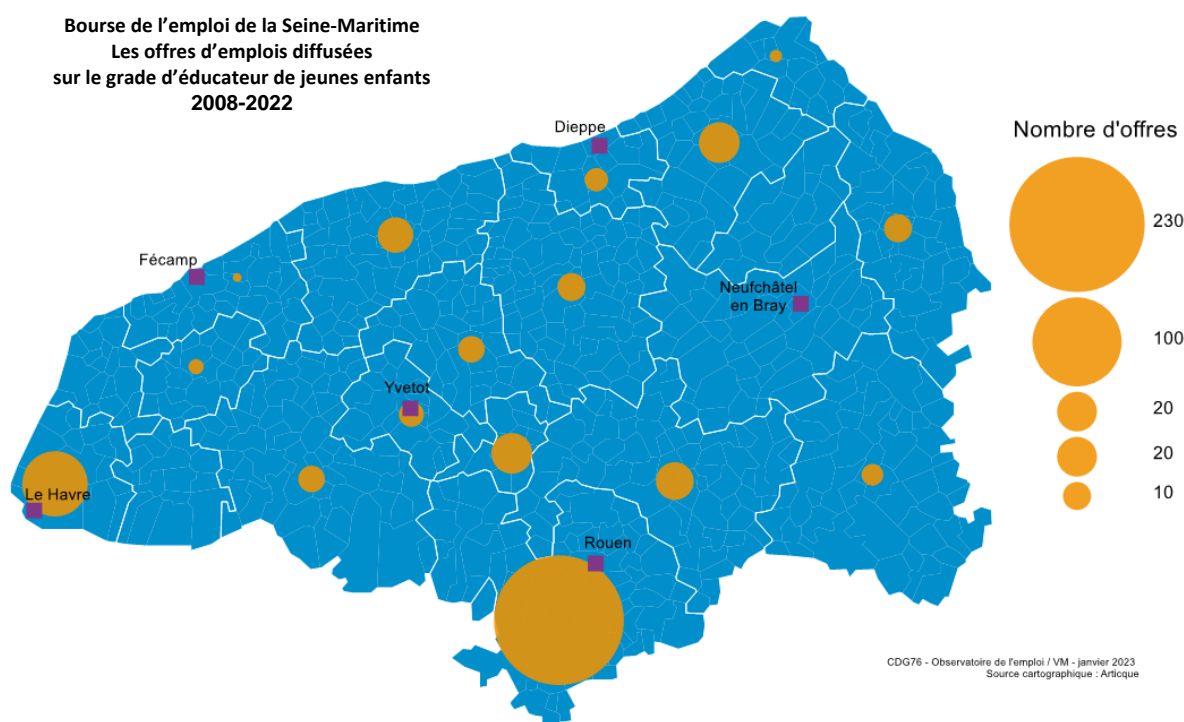 Bourse de l’emploi de la Seine-Maritime
Les offres d’emplois diffusées
sur le grade d’éducateur de jeunes enfants
2008-2022
Dieppe
Fécamp
Neufchâtel
en Bray
Yvetot
Le Havre
Rouen
Nombre d'offres
230
100
20
20
10
CDG76 - Observatoire de l'emploi / VM - janvier 2023
Source cartographique : Articque